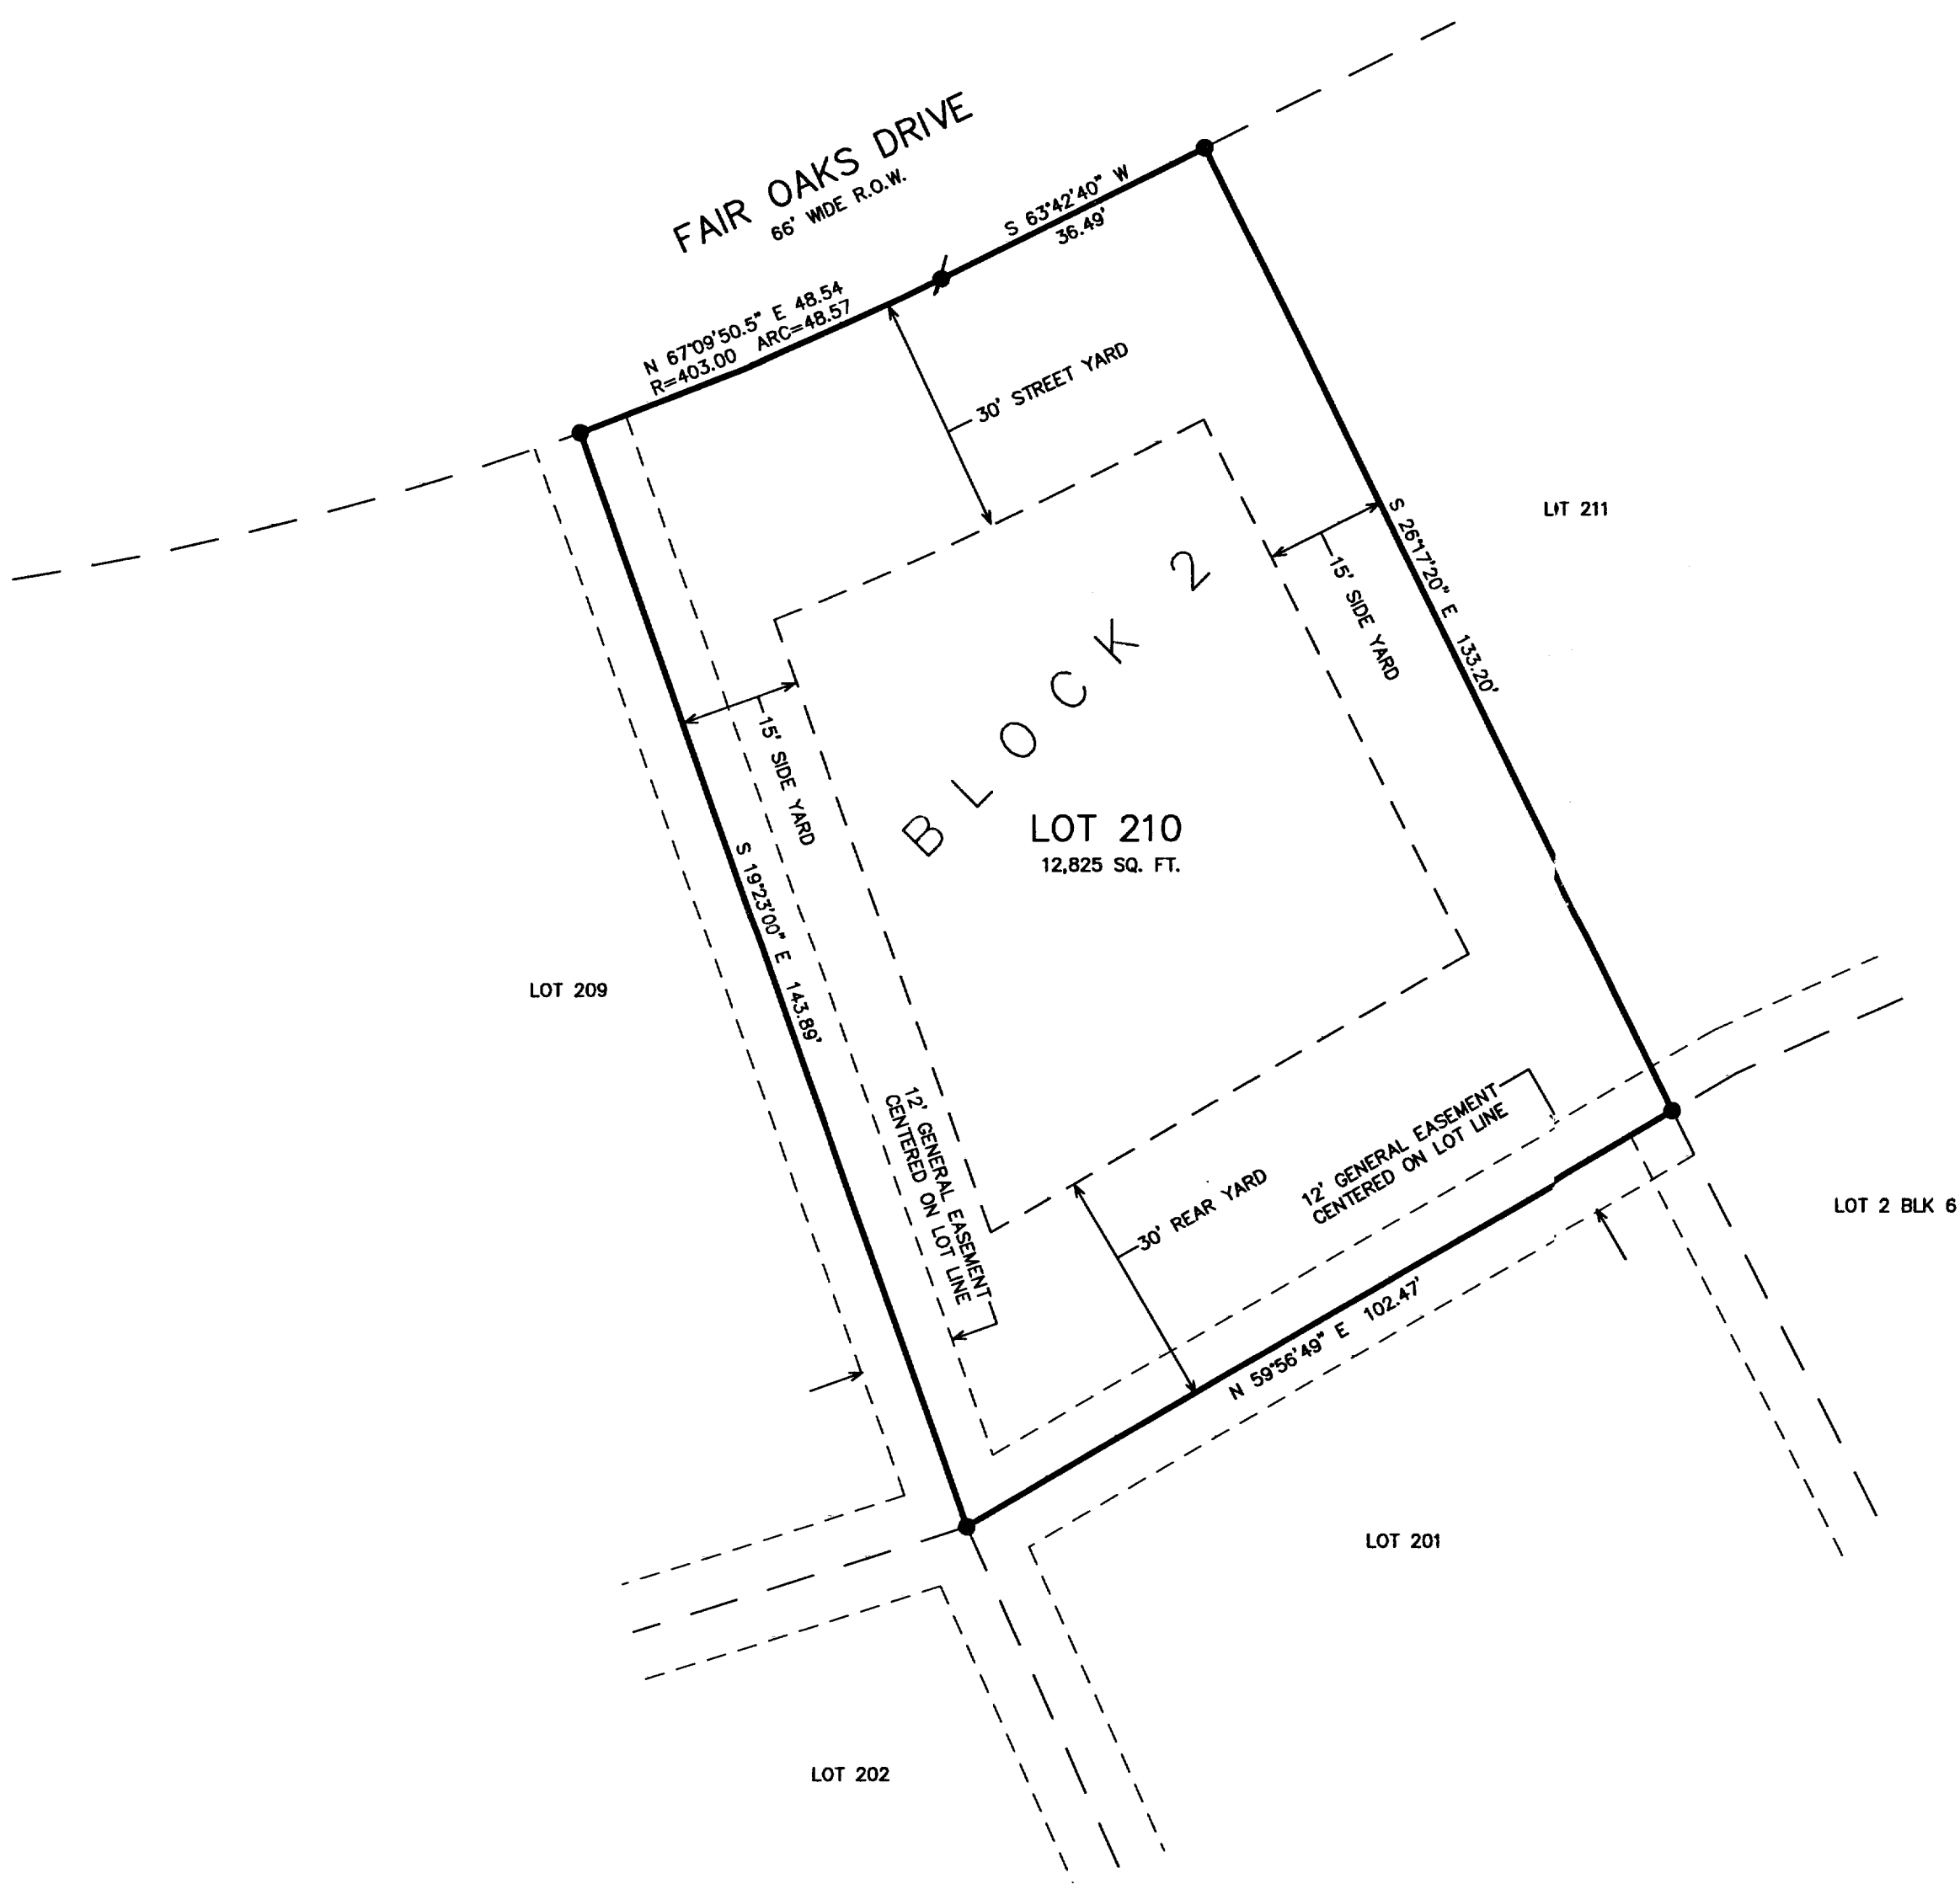 FAIR OAKS DRIVE
66' WIDE R.O.W.
S 63°42'40" W
36.49'
N 67°09'50.5" E 48.54
R=403.00 ARC=48.57
30' STREET YARD
LOT 211
S 26°17'20" E 133.20'
15' SIDE YARD
BLOCK 2
15' SIDE YARD
LOT 210
12,825 SQ. FT.
S 19°23'00" E 143.89'
LOT 209
12' GENERAL EASEMENT
CENTERED ON LOT LINE
12' GENERAL EASEMENT
CENTERED ON LOT LINE
30' REAR YARD
LOT 2 BLK 6
N 59°56'49" E 102.47'
LOT 201
LOT 202